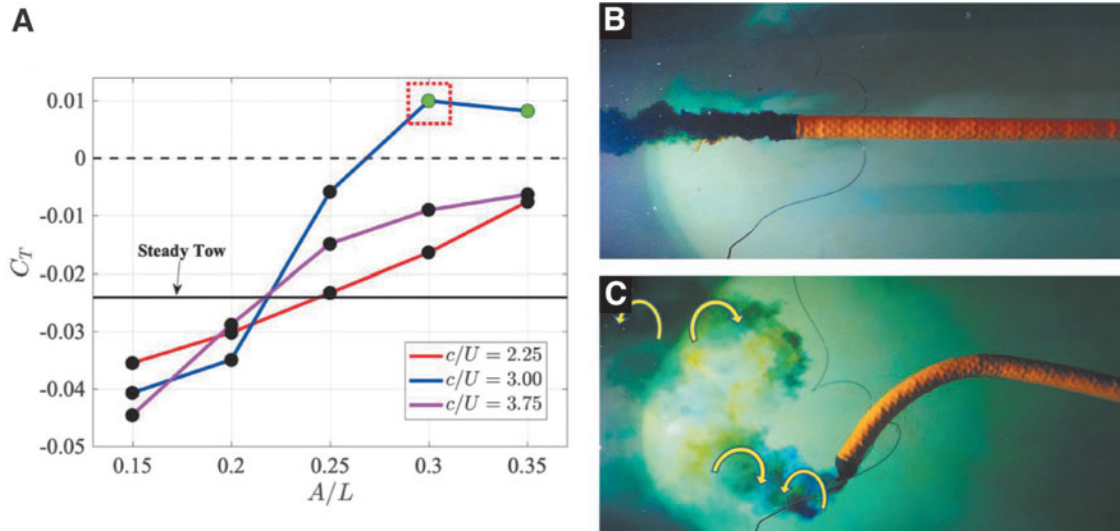 A
0.01
0
-0.01
-0.02
-0.03
-0.04
-0.05
C_T
Steady Tow
c/U = 2.25
c/U = 3.00
c/U = 3.75
0.15 0.2 0.25 0.3 0.35
A/L
B
C